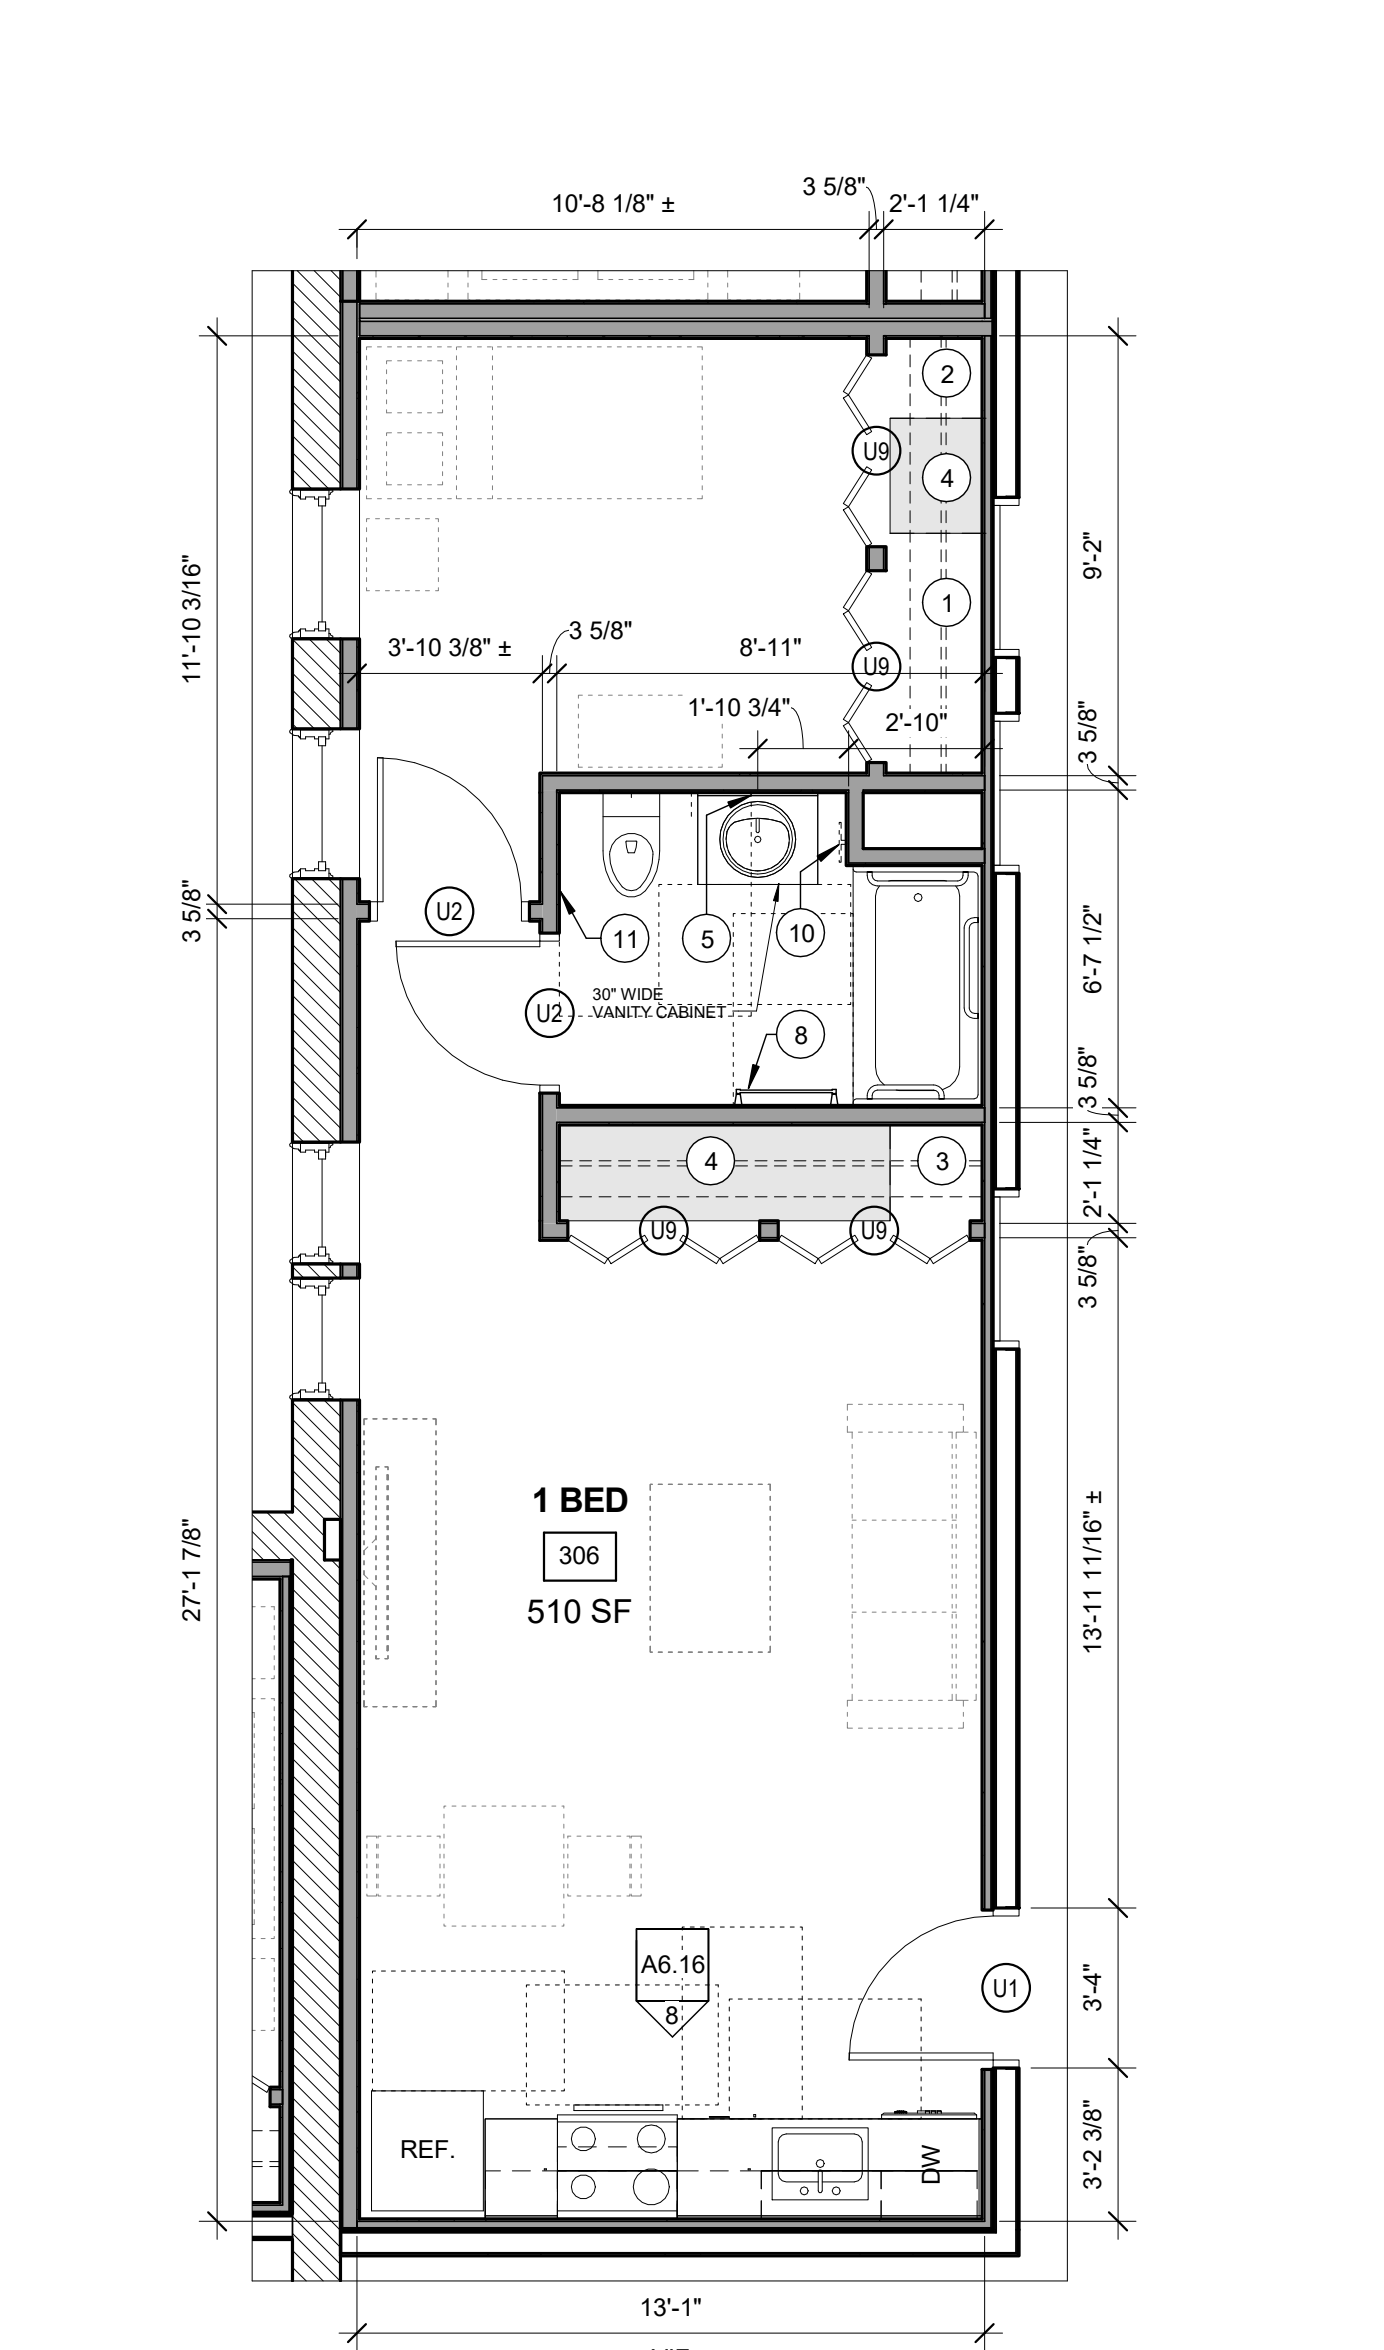 3 5/8"
10'-8 1/8" ±
2'-1 1/4"
2
U9
4
11'-10 3/16"
9'-2"
1
3 5/8"
3'-10 3/8" ±
8'-11"
U9
1'-10 3/4"
2'-10"
3 5/8"
3 5/8"
U2
11
5
10
6'-7 1/2"
30" WIDE
VANITY CABINET
U2
8
3 5/8"
4
3
2'-1 1/4"
U9
U9
3 5/8"
1 BED
306
510 SF
27'-1 7/8"
13'-11 11/16" ±
A6.16
8
U1
3'-4"
REF.
DW
3'-2 3/8"
13'-1"